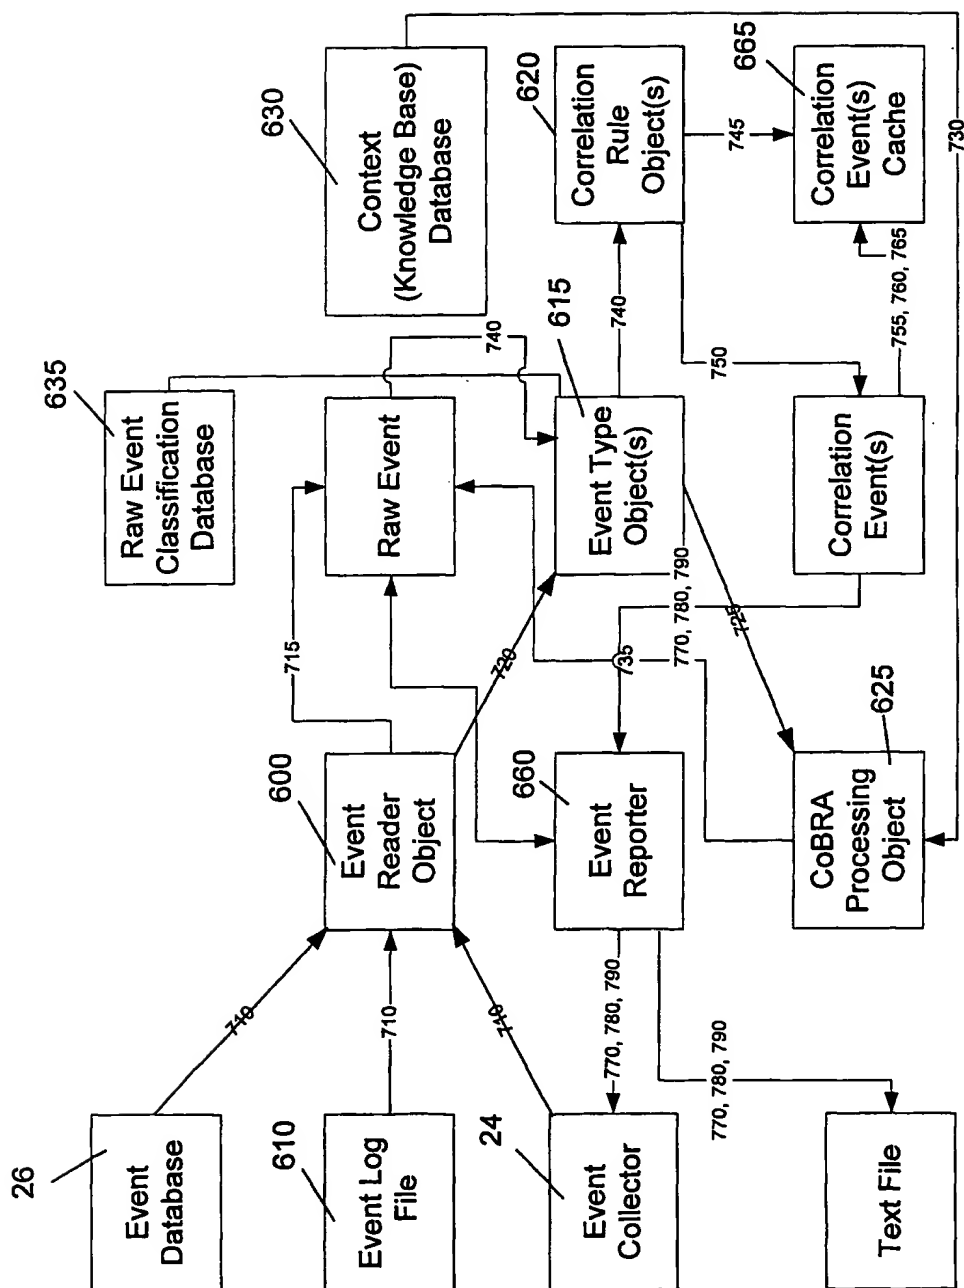 26
Event
Database
610
Event Log
File
24
Event
Collector
Text File
710
710
710
770, 780, 790
770, 780, 790
600
Event
Reader
Object
660
Event
Reporter
CoBRA
Processing
Object
625
715
720
735
770, 780, 790
725
635
Raw Event
Classification
Database
Raw Event
740
Event Type
Object(s)
615
740
Correlation
Event(s)
750
755, 760, 765
630
Context
(Knowledge Base)
Database
620
Correlation
Rule
Object(s)
745
665
Correlation
Event(s)
Cache
730